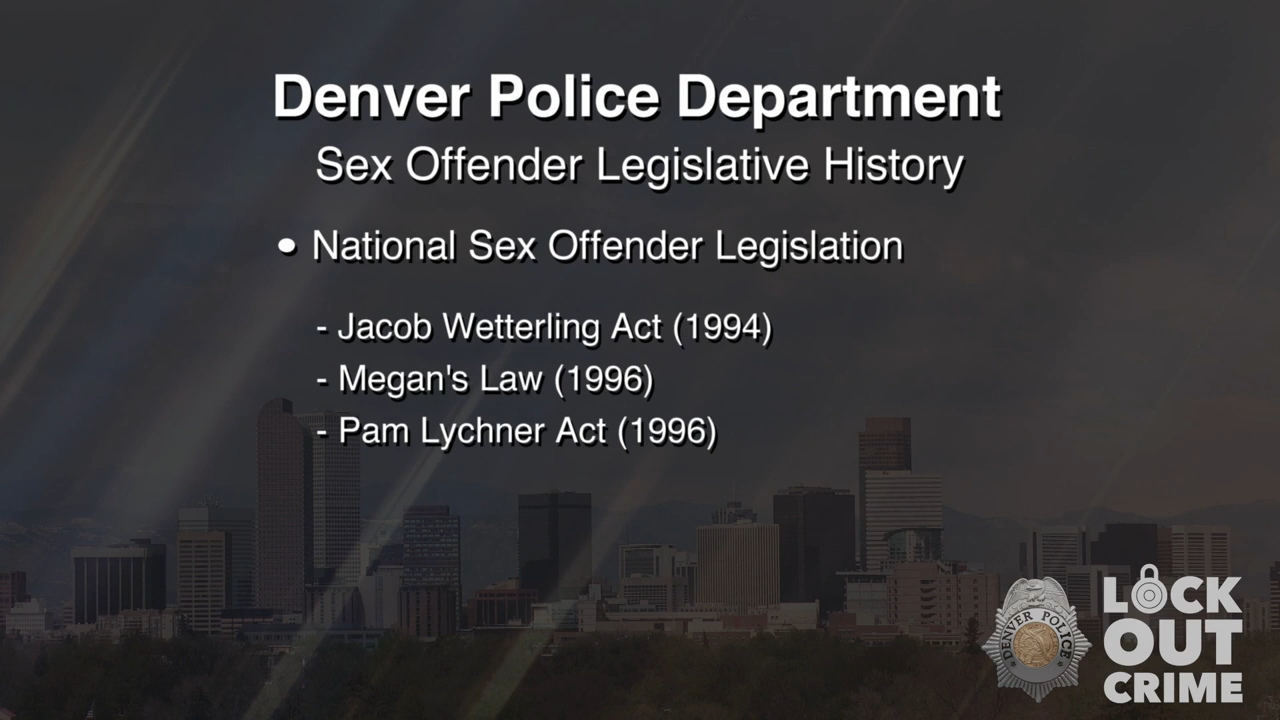 Denver Police Department
Sex Offender Legislative History
• National Sex Offender Legislation
- Jacob Wetterling Act (1994)
- Megan's Law (1996)
- Pam Lychner Act (1996)
DENVER POLICE
LOCK
OUT
CRIME